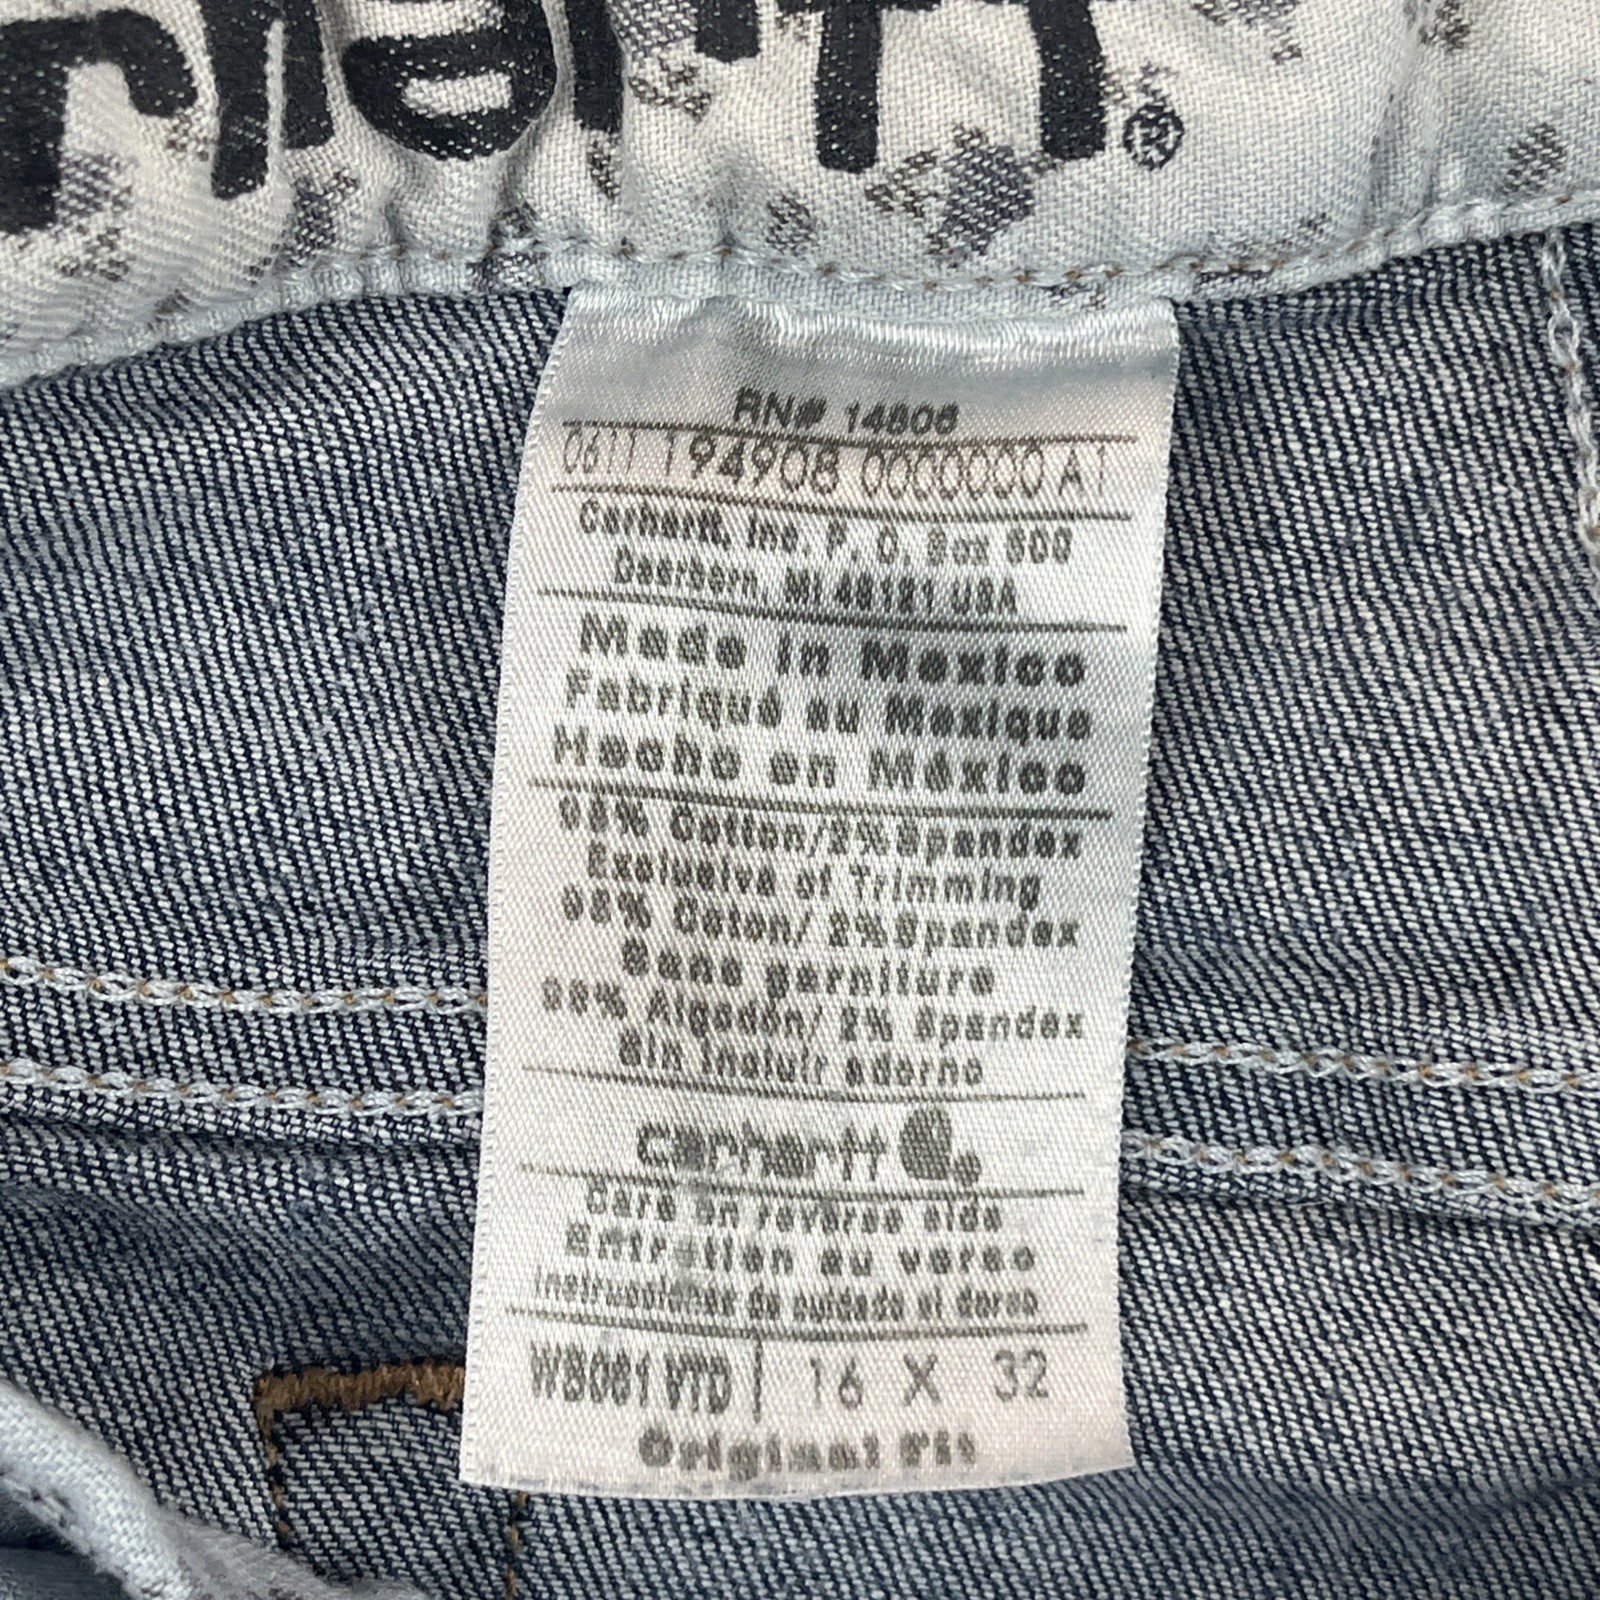 arhartt®
RN# 14806
0611 194908 0000000 A1
Carhartt, Inc. P. O. Box 600
Dearborn, MI 48121 USA
Made in Mexico
Fabriqué au Mexique
Hecho en México
98% Cotton/2% Spandex
Exclusive of Trimming
98% Coton/ 2% Spandex
Sans garniture
98% Algodón/ 2% Spandex
Sin incluir adorno
carhartt
Care on reverse side
Entretien au verso
Instrucciones de cuidado al dorso
WB081 VTD | 16 X 32
Original Fit